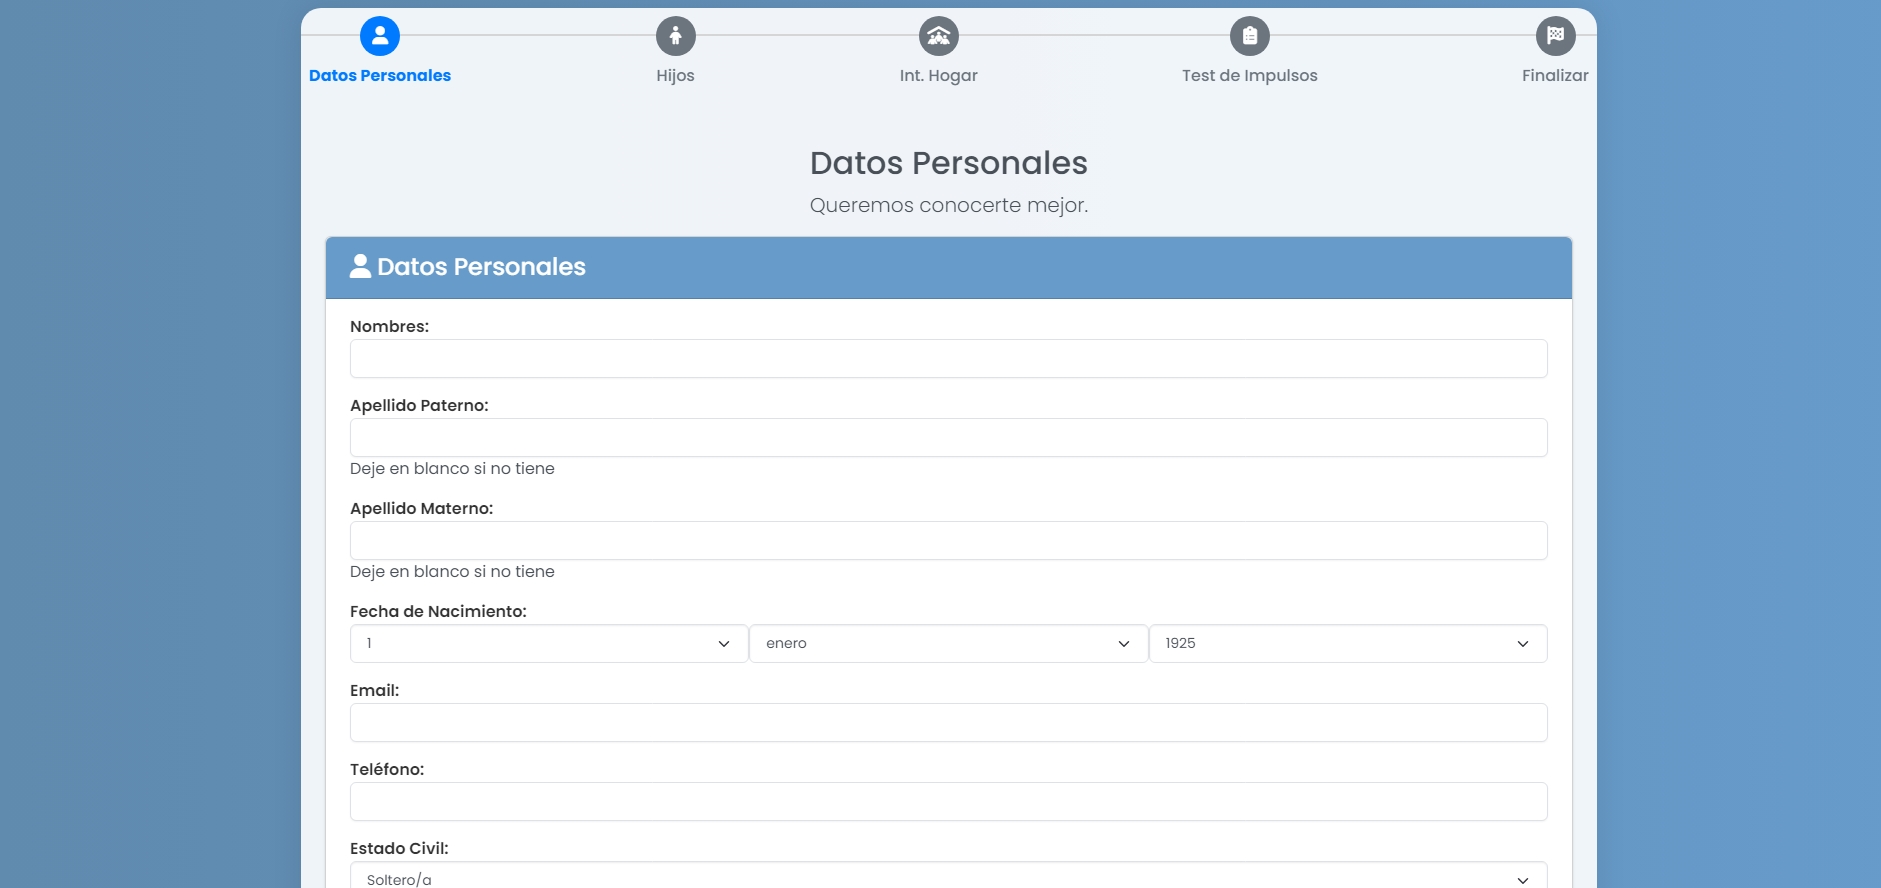 Datos Personales
Hijos
Int. Hogar
Test de Impulsos
Finalizar
Datos Personales
Queremos conocerte mejor.
Datos Personales
Nombres:
Apellido Paterno:
Deje en blanco si no tiene
Apellido Materno:
Deje en blanco si no tiene
Fecha de Nacimiento:
1 enero 1925
Email:
Teléfono:
Estado Civil:
Soltero/a